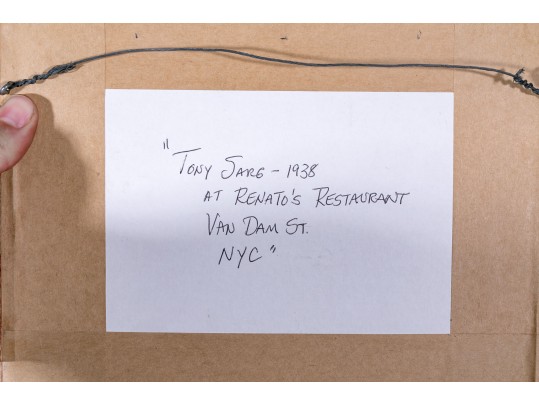 "Tony Sarg - 1938
at Renato's Restaurant
Van Dam St.
NYC"